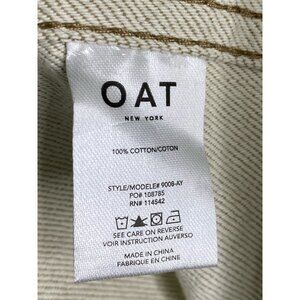 OAT
NEW YORK
100% COTTON/COTON
STYLE/MODELE# 9008-AY
PO# 108785
RN# 114542
SEE CARE ON REVERSE
VOIR INSTRUCTION AUVERSO
MADE IN CHINA
FABRIQUE EN CHINE